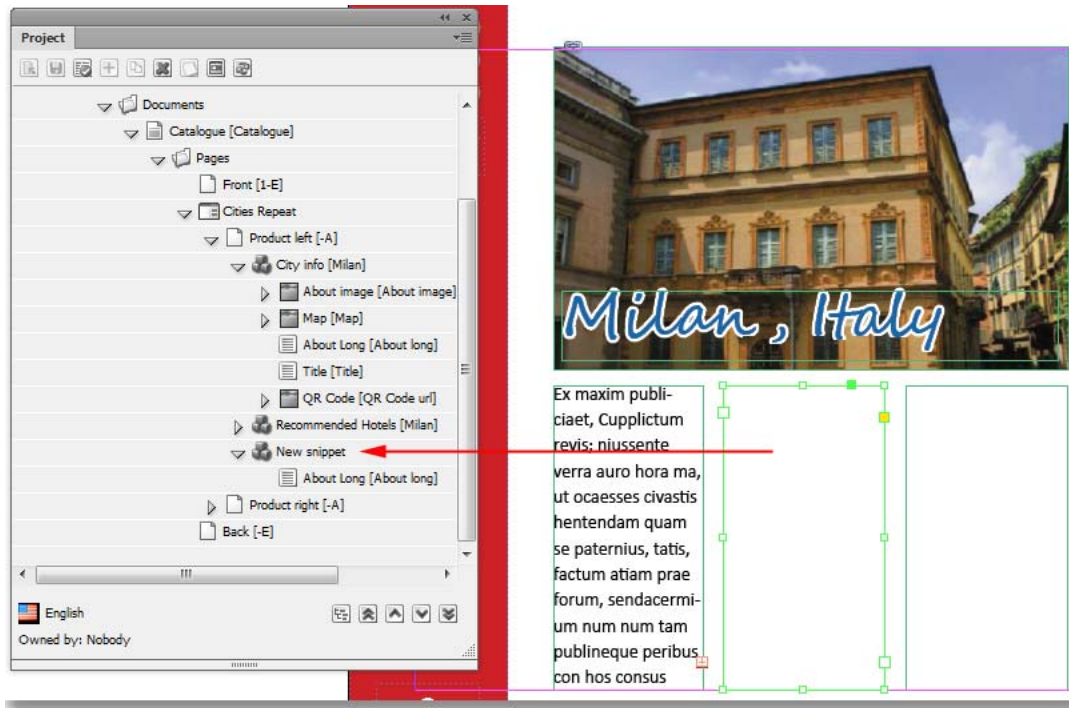 Project
Documents
Catalogue [Catalogue]
Pages
Front [1-E]
Cities Repeat
Product left [-A]
City info [Milan]
About image [About image]
Map [Map]
About Long [About long]
Title [Title]
QR Code [QR Code url]
Recommended Hotels [Milan]
New snippet
About Long [About long]
Product right [-A]
Back [-E]
English
Owned by: Nobody
Milan , Italy
Ex maxim publi-
ciaet, Cupplictum
revis; niussente
verra auro hora ma,
ut ocaesses civastis
hentendam quam
se paternius, tatis,
factum atiam prae
forum, sendacermi-
um num num tam
publineque peribus
con hos consus